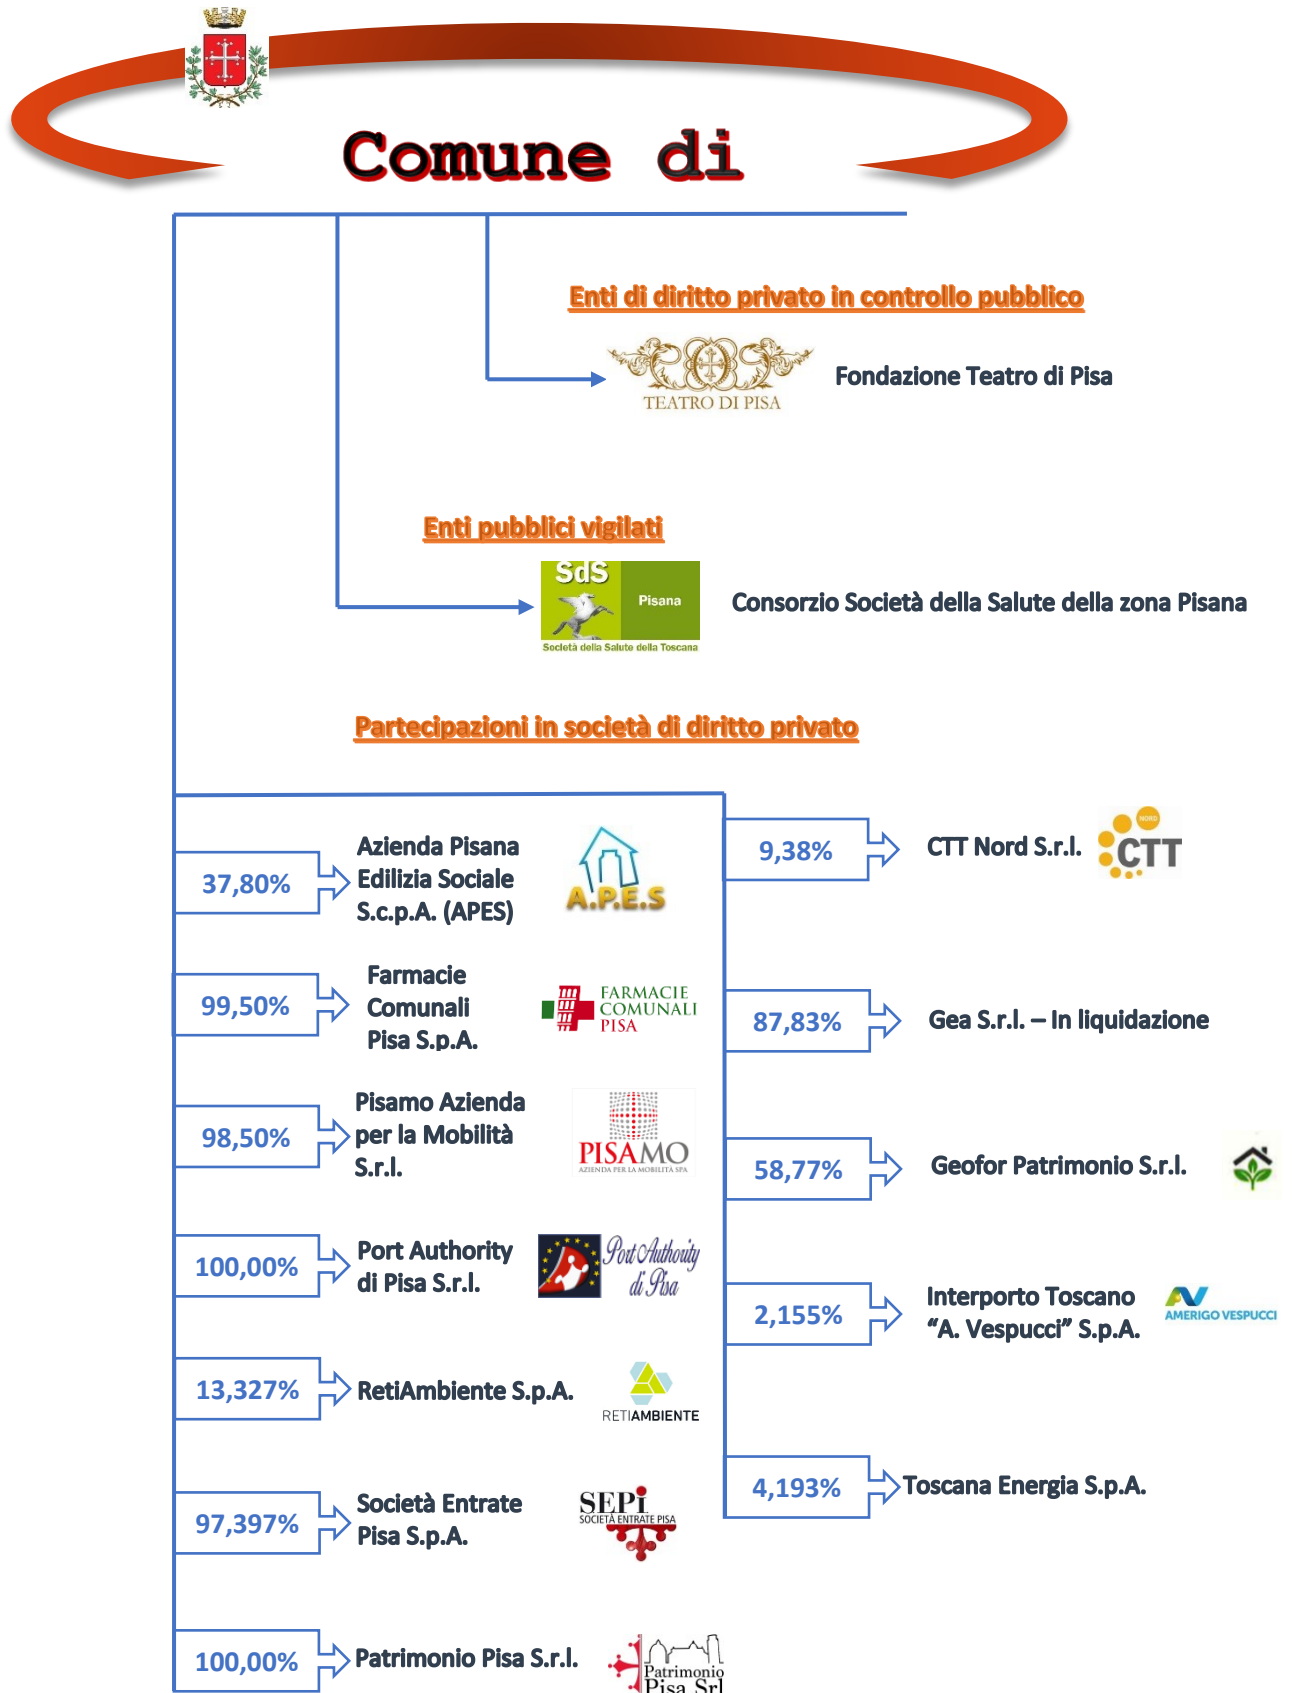 Comune di
Enti di diritto privato in controllo pubblico
TEATRO DI PISA
Fondazione Teatro di Pisa
Enti pubblici vigilati
SdS
Pisana
Società della Salute della Toscana
Consorzio Società della Salute della zona Pisana
Partecipazioni in società di diritto privato
37,80%
Azienda Pisana
Edilizia Sociale
S.c.p.A. (APES)
A.P.E.S
99,50%
Farmacie
Comunali
Pisa S.p.A.
FARMACIE
COMUNALI
PISA
98,50%
Pisamo Azienda
per la Mobilità
S.r.l.
PISAMO
AZIENDA PER LA MOBILITÀ SPA
100,00%
Port Authority
di Pisa S.r.l.
Port Authority
di Pisa
13,327%
RetiAmbiente S.p.A.
RETIAMBIENTE
97,397%
Società Entrate
Pisa S.p.A.
SEPi
SOCIETÀ ENTRATE PISA
100,00%
Patrimonio Pisa S.r.l.
Patrimonio
Pisa Srl
9,38%
CTT Nord S.r.l.
NORD
CTT
87,83%
Gea S.r.l. – In liquidazione
58,77%
Geofor Patrimonio S.r.l.
2,155%
Interporto Toscano
“A. Vespucci” S.p.A.
AMERIGO VESPUCCI
4,193%
Toscana Energia S.p.A.